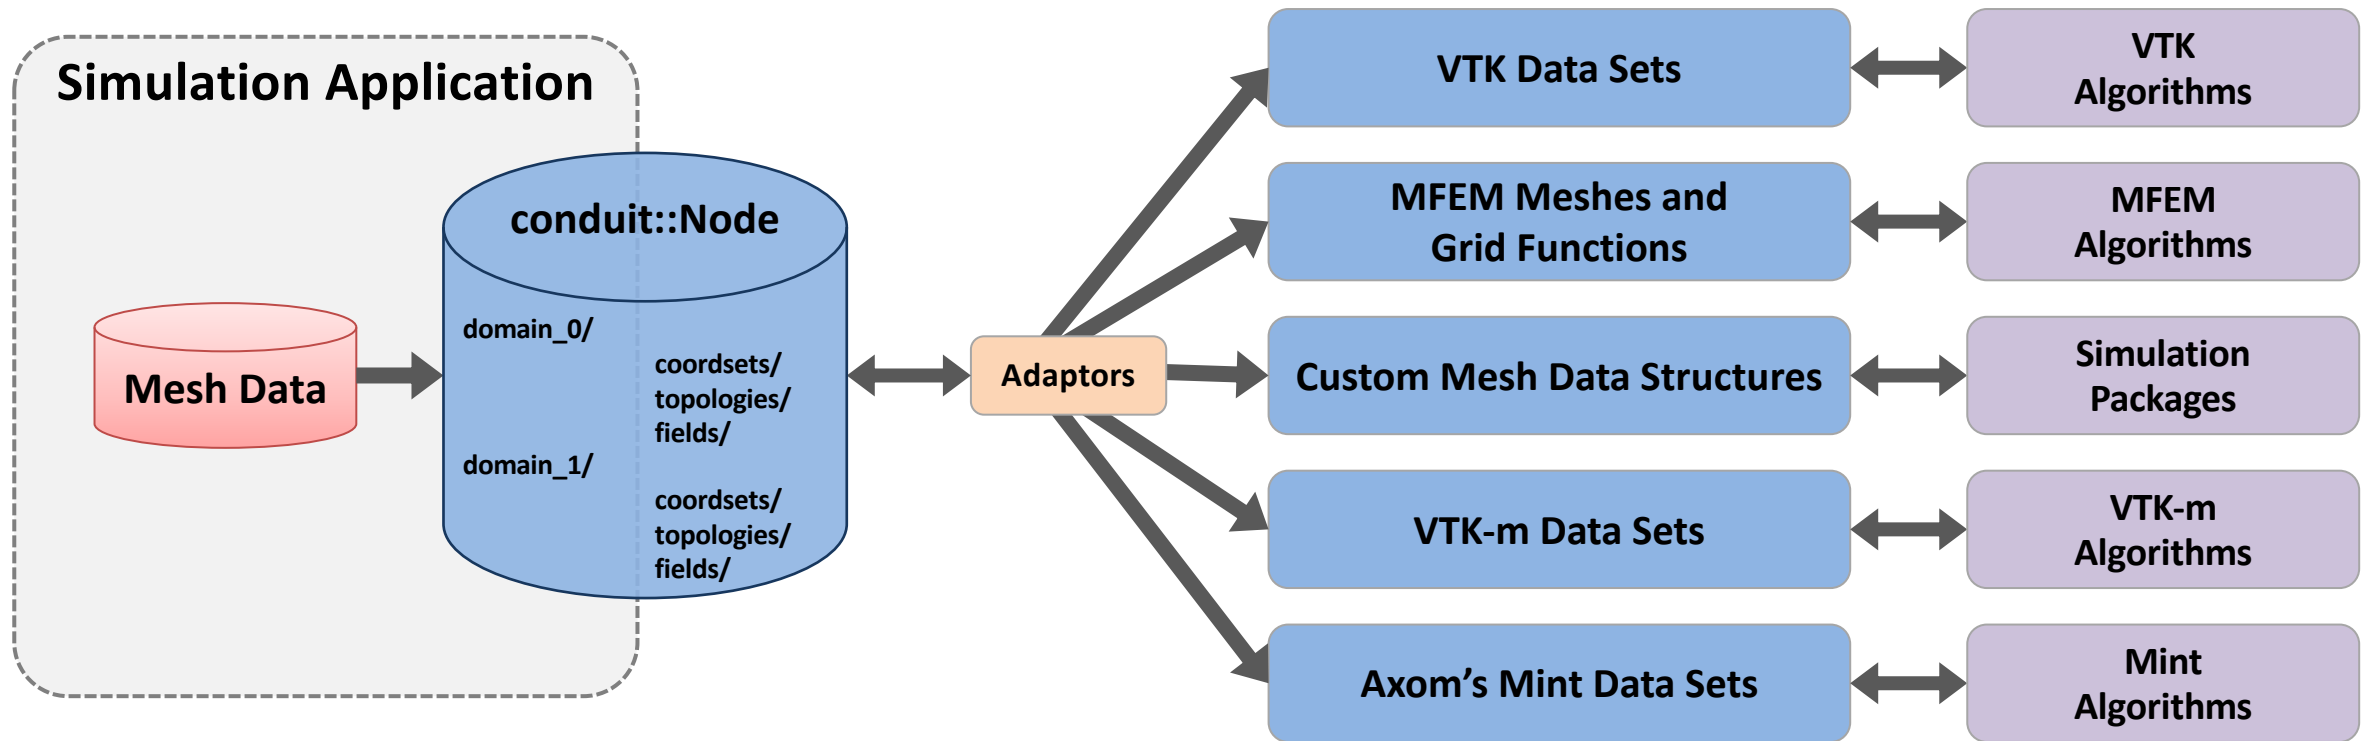 Simulation Application
conduit::Node
domain_0/
coordsets/
topologies/
fields/
domain_1/
coordsets/
topologies/
fields/
Mesh Data
Adaptors
VTK Data Sets
VTK
Algorithms
MFEM Meshes and
Grid Functions
MFEM
Algorithms
Custom Mesh Data Structures
Simulation
Packages
VTK-m Data Sets
VTK-m
Algorithms
Axom’s Mint Data Sets
Mint
Algorithms